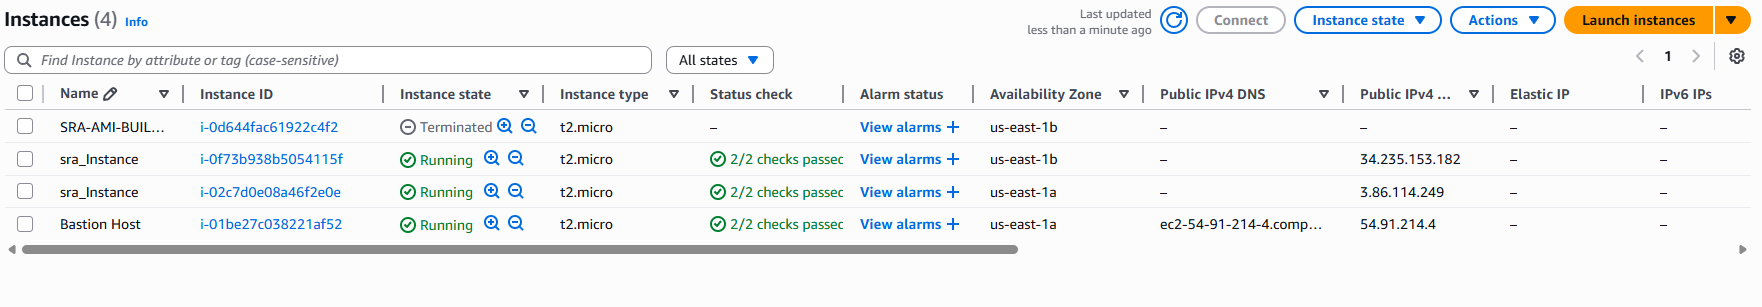 Instances (4) Info
Last updated
less than a minute ago
Connect
Instance state
Actions
Launch instances
Find Instance by attribute or tag (case-sensitive)
All states
1
Name Instance ID Instance state Instance type Status check Alarm status Availability Zone Public IPv4 DNS Public IPv4 ... Elastic IP IPv6 IPs
SRA-AMI-BUIL... i-0d644fac61922c4f2 Terminated t2.micro – View alarms + us-east-1b – – – –
sra_Instance i-0f73b938b5054115f Running t2.micro 2/2 checks passec View alarms + us-east-1b – 34.235.153.182 – –
sra_Instance i-02c7d0e08a46f2e0e Running t2.micro 2/2 checks passec View alarms + us-east-1a – 3.86.114.249 – –
Bastion Host i-01be27c038221af52 Running t2.micro 2/2 checks passec View alarms + us-east-1a ec2-54-91-214-4.comp... 54.91.214.4 – –